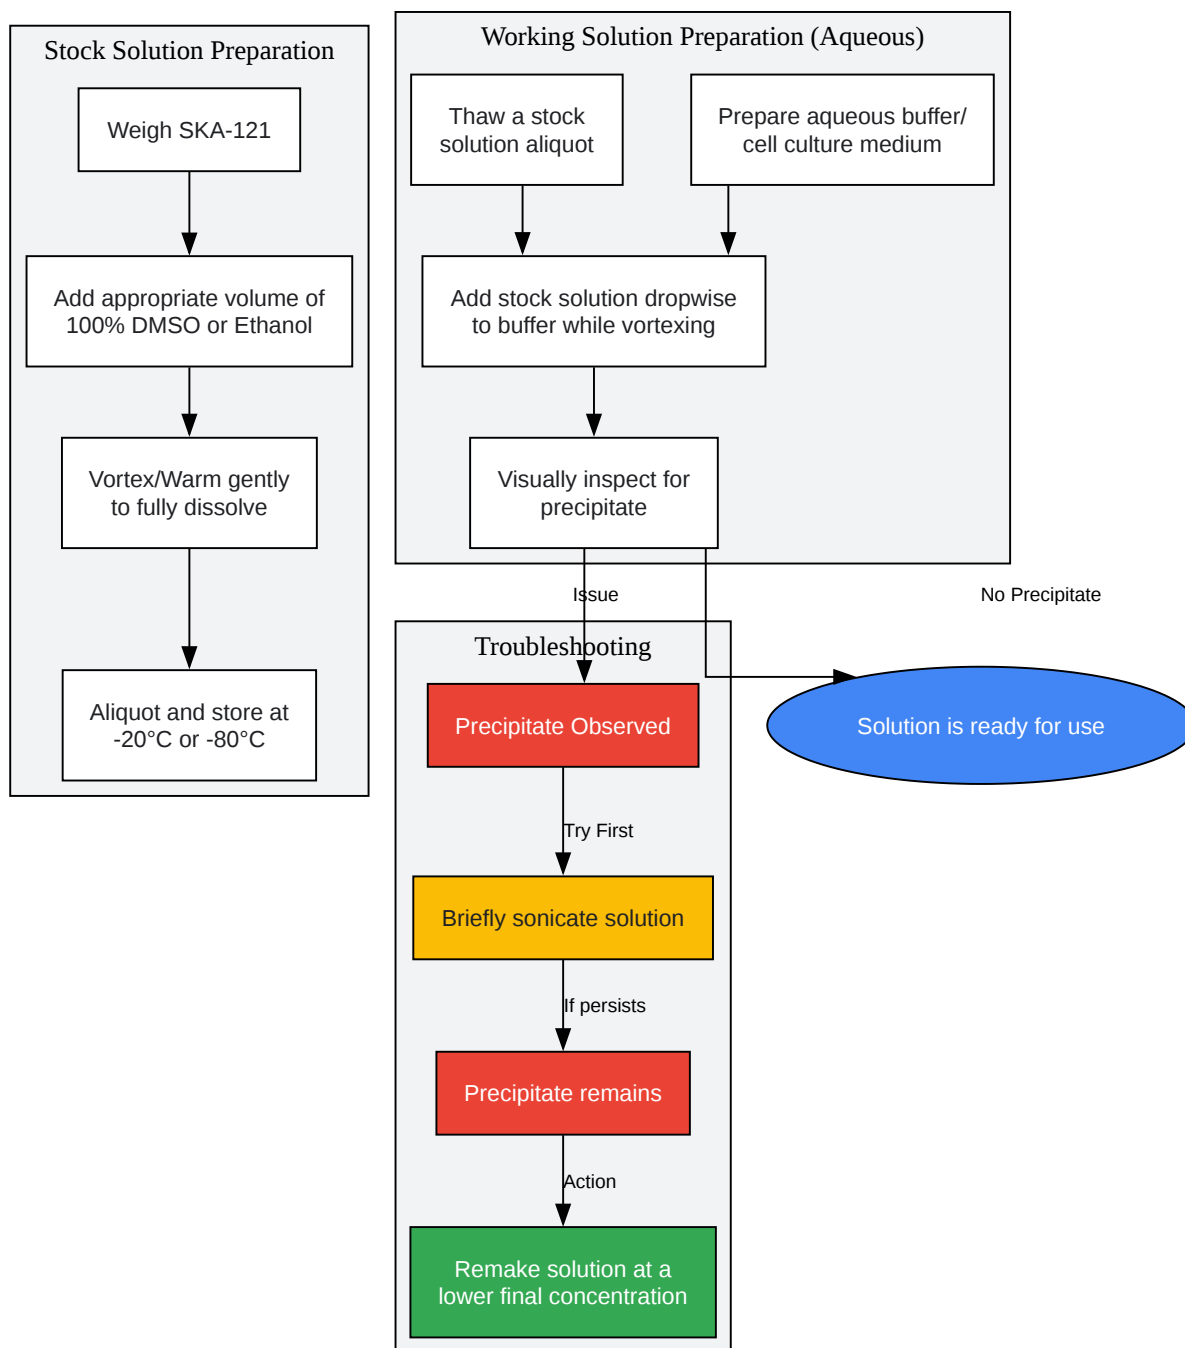 Stock Solution Preparation
Weigh SKA-121
Add appropriate volume of
100% DMSO or Ethanol
Vortex/Warm gently
to fully dissolve
Aliquot and store at
-20°C or -80°C
Working Solution Preparation (Aqueous)
Thaw a stock
solution aliquot
Prepare aqueous buffer/
cell culture medium
Add stock solution dropwise
to buffer while vortexing
Visually inspect for
precipitate
Issue
No Precipitate
Troubleshooting
Precipitate Observed
Solution is ready for use
Try First
Briefly sonicate solution
If persists
Precipitate remains
Action
Remake solution at a
lower final concentration